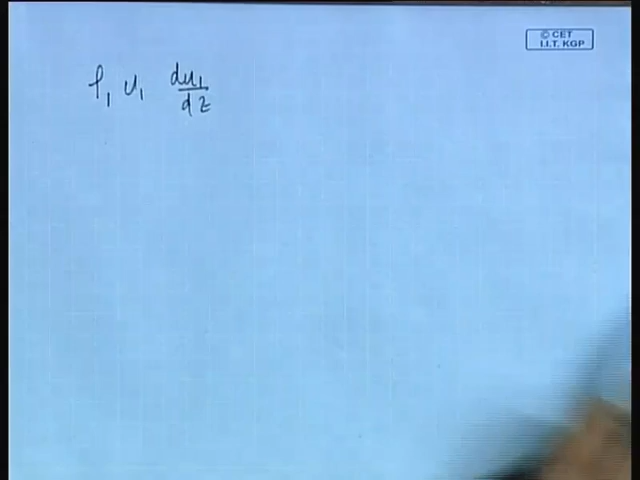 ρ₁ u₁ du₁/dz
© CET
I.I.T. KGP